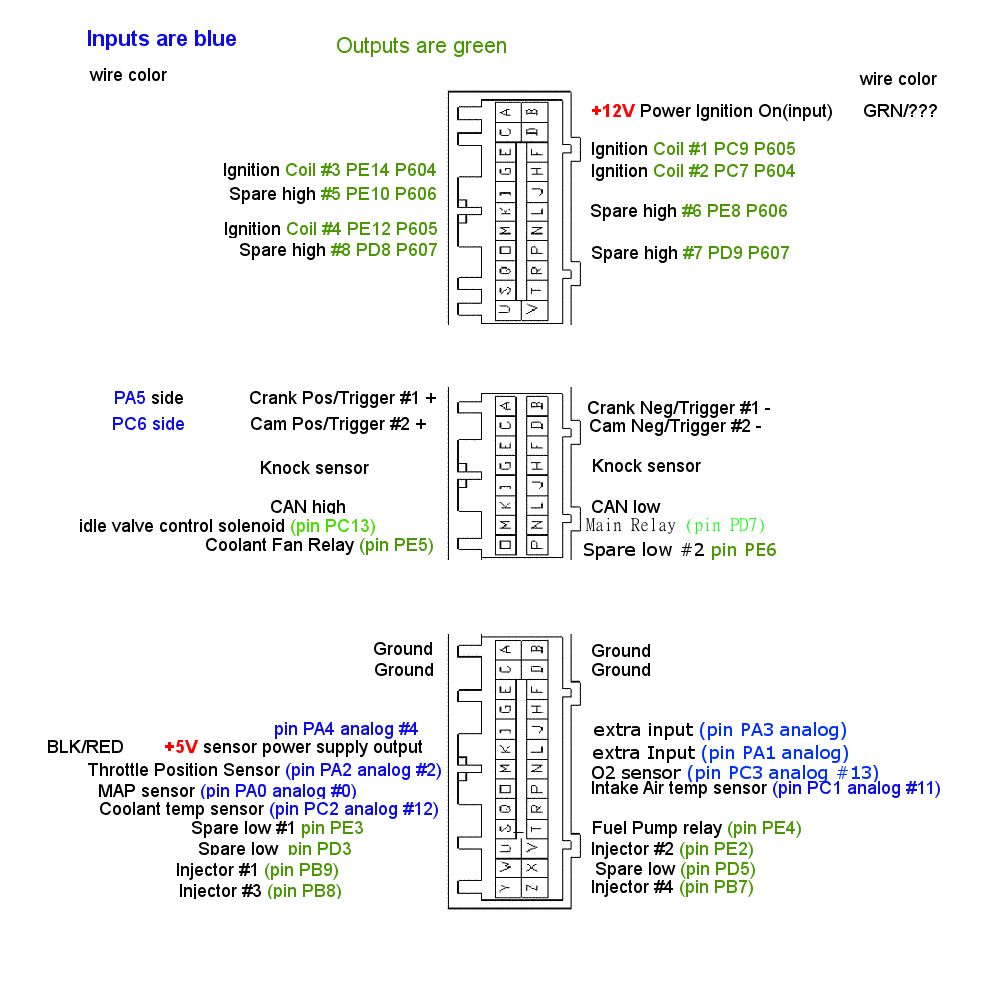 Inputs are blue
Outputs are green
wire color
wire color
A B
+12V Power Ignition On(input) GRN/???
C D
E F
Ignition Coil #1 PC9 P605
Ignition Coil #3 PE14 P604
G H
Ignition Coil #2 PC7 P604
Spare high #5 PE10 P606
I J
K L
Spare high #6 PE8 P606
Ignition Coil #4 PE12 P605
M N
Spare high #8 PD8 P607
O P
Spare high #7 PD9 P607
Q R
S T
U V
PA5 side
Crank Pos/Trigger #1 +
A B
Crank Neg/Trigger #1 -
PC6 side
Cam Pos/Trigger #2 +
C D
Cam Neg/Trigger #2 -
E F
Knock sensor
G H
Knock sensor
I J
CAN high
K L
CAN low
idle valve control solenoid (pin PC13)
M N
Main Relay (pin PD7)
Coolant Fan Relay (pin PE5)
O P
Spare low #2 pin PE6
Ground
A B
Ground
Ground
C D
Ground
E F
G H
pin PA4 analog #4
I J
extra input (pin PA3 analog)
BLK/RED
+5V sensor power supply output
K L
extra Input (pin PA1 analog)
Throttle Position Sensor (pin PA2 analog #2)
M N
O2 sensor (pin PC3 analog #13)
MAP sensor (pin PA0 analog #0)
O P
Intake Air temp sensor (pin PC1 analog #11)
Coolant temp sensor (pin PC2 analog #12)
Q R
Spare low #1 pin PE3
S T
Fuel Pump relay (pin PE4)
Spare low pin PD3
U V
Injector #2 (pin PE2)
Injector #1 (pin PB9)
W X
Spare low (pin PD5)
Injector #3 (pin PB8)
Y Z
Injector #4 (pin PB7)